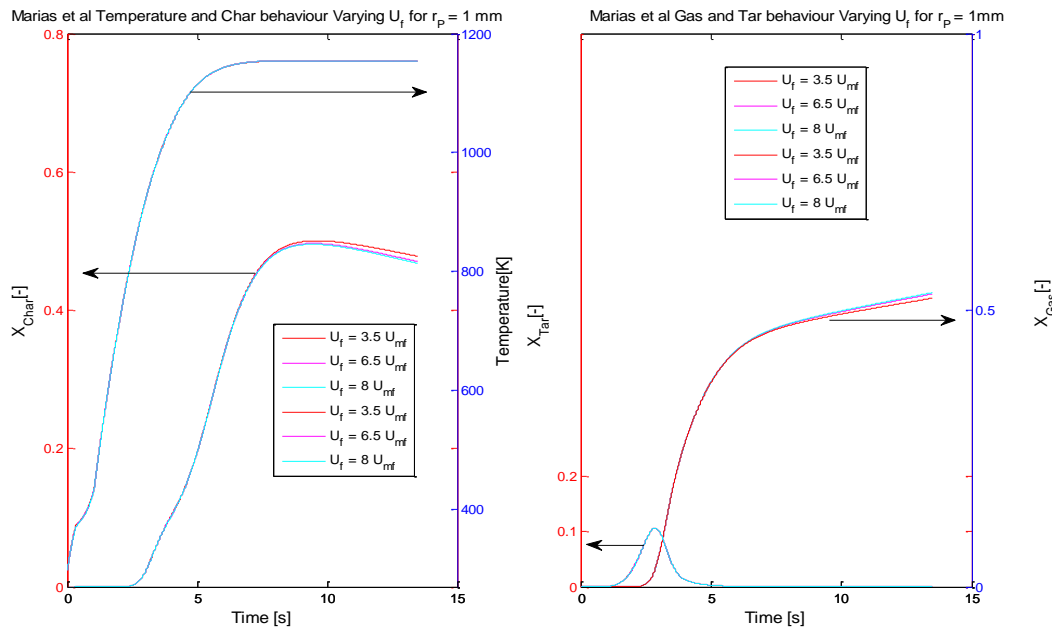 Marias et al Temperature and Char behaviour Varying U_f for r_P = 1 mm
0.8
0.6
0.4
0.2
0
X_Char[-]
1200
1000
800
600
400
Temperature[K]
U_f = 3.5 U_mf
U_f = 6.5 U_mf
U_f = 8 U_mf
U_f = 3.5 U_mf
U_f = 6.5 U_mf
U_f = 8 U_mf
0 5 10 15
Time [s]
Marias et al Gas and Tar behaviour Varying U_f for r_P = 1mm
0.2
0.1
0
X_Tar[-]
1
0.5
0
X_Gas[-]
U_f = 3.5 U_mf
U_f = 6.5 U_mf
U_f = 8 U_mf
U_f = 3.5 U_mf
U_f = 6.5 U_mf
U_f = 8 U_mf
0 5 10 15
Time [s]